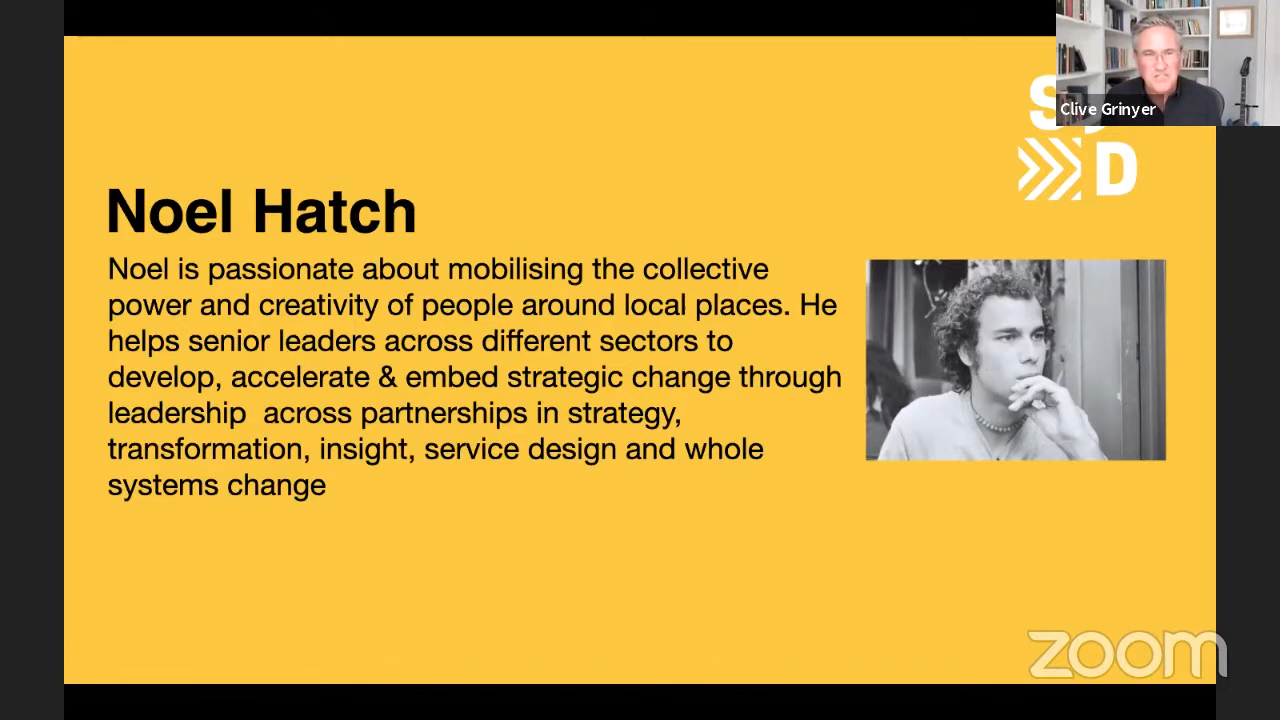 Clive Grinyer
D
Noel Hatch
Noel is passionate about mobilising the collective
power and creativity of people around local places. He
helps senior leaders across different sectors to
develop, accelerate & embed strategic change through
leadership  across partnerships in strategy,
transformation, insight, service design and whole
systems change
zoom